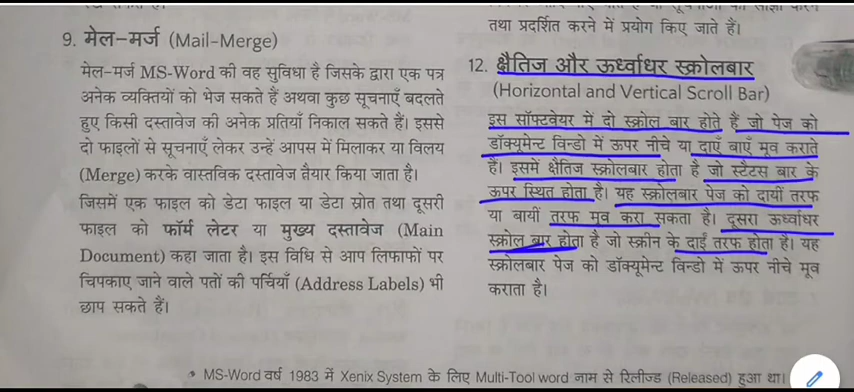 9. मेल–मर्ज (Mail–Merge)
मेल–मर्ज MS-Word की वह सुविधा है जिसके द्वारा एक पत्र
अनेक व्यक्तियों को भेज सकते हैं अथवा कुछ सूचनाएँ बदलते
हुए किसी दस्तावेज की अनेक प्रतियाँ निकाल सकते हैं। इससे
दो फाइलों से सूचनाएँ लेकर उन्हें आपस में मिलाकर या विलय
(Merge) करके वास्तविक दस्तावेज तैयार किया जाता है।
जिसमें एक फाइल को डेटा फाइल या डेटा स्रोत तथा दूसरी
फाइल को फॉर्म लेटर या मुख्य दस्तावेज (Main
Document) कहा जाता है। इस विधि से आप लिफाफों पर
चिपकाए जाने वाले पतों की पर्चियाँ (Address Labels) भी
छाप सकते हैं।
तथा प्रदर्शित करने में प्रयोग किए जाते हैं।
12. क्षैतिज और ऊर्ध्वाधर स्क्रोलबार
(Horizontal and Vertical Scroll Bar)
इस सॉफ्टवेयर में दो स्क्रोल बार होते हैं जो पेज को
डॉक्यूमेन्ट विन्डो में ऊपर नीचे या दाएँ बाएँ मूव कराते
हैं। इसमें क्षैतिज स्क्रोलबार होता है जो स्टैटस बार के
ऊपर स्थित होता है। यह स्क्रोलबार पेज को दायीं तरफ
या बायीं तरफ मूव करा सकता है। दूसरा ऊर्ध्वाधर
स्क्रोल बार होता है जो स्क्रीन के दाईं तरफ होता है। यह
स्क्रोलबार पेज को डॉक्यूमेन्ट विन्डो में ऊपर नीचे मूव
कराता है।
• MS-Word वर्ष 1983 में Xenix System के लिए Multi-Tool word नाम से रिलीज्ड (Released) हुआ था।